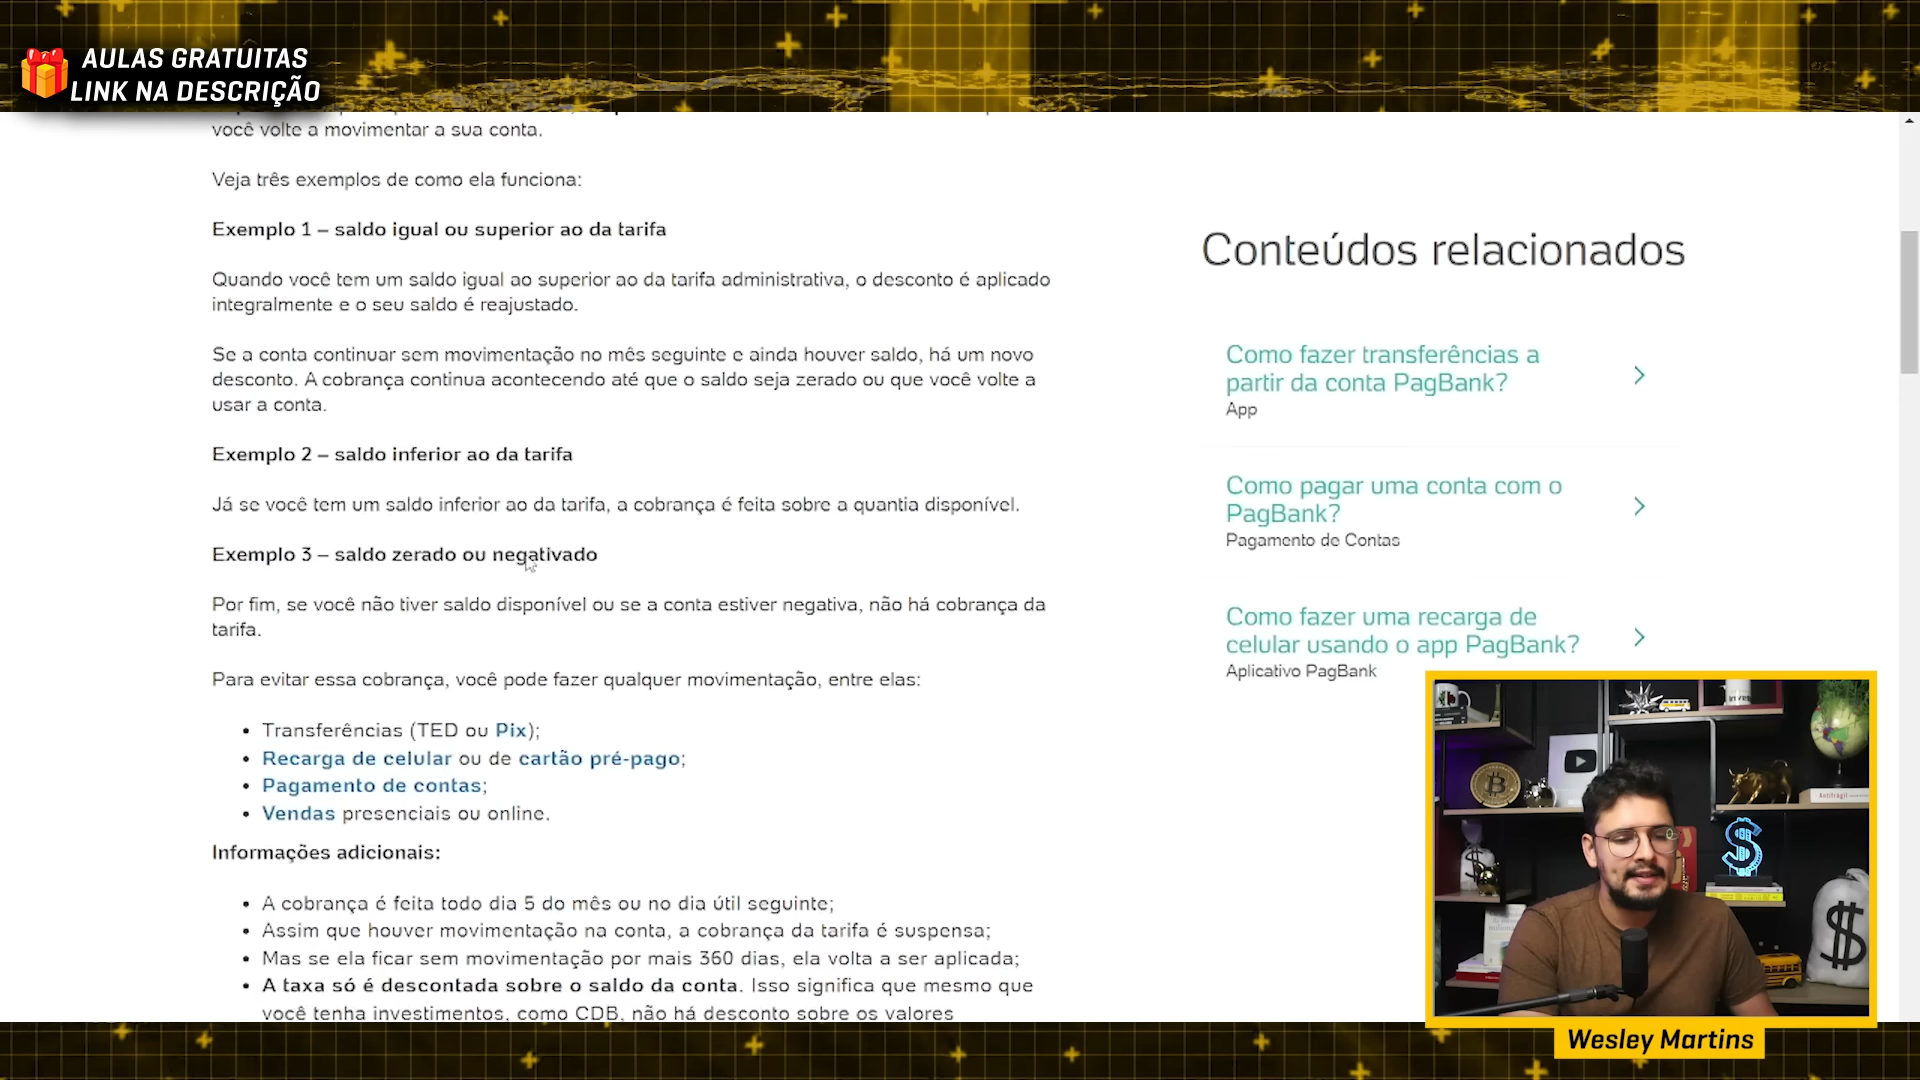 AULAS GRATUITAS
LINK NA DESCRIÇÃO
você volte a movimentar a sua conta.
Veja três exemplos de como ela funciona:
Exemplo 1 – saldo igual ou superior ao da tarifa
Quando você tem um saldo igual ao superior ao da tarifa administrativa, o desconto é aplicado
integralmente e o seu saldo é reajustado.
Se a conta continuar sem movimentação no mês seguinte e ainda houver saldo, há um novo
desconto. A cobrança continua acontecendo até que o saldo seja zerado ou que você volte a
usar a conta.
Exemplo 2 – saldo inferior ao da tarifa
Já se você tem um saldo inferior ao da tarifa, a cobrança é feita sobre a quantia disponível.
Exemplo 3 – saldo zerado ou negativado
Por fim, se você não tiver saldo disponível ou se a conta estiver negativa, não há cobrança da
tarifa.
Para evitar essa cobrança, você pode fazer qualquer movimentação, entre elas:
• Transferências (TED ou Pix);
• Recarga de celular ou de cartão pré-pago;
• Pagamento de contas;
• Vendas presenciais ou online.
Informações adicionais:
• A cobrança é feita todo dia 5 do mês ou no dia útil seguinte;
• Assim que houver movimentação na conta, a cobrança da tarifa é suspensa;
• Mas se ela ficar sem movimentação por mais 360 dias, ela volta a ser aplicada;
• A taxa só é descontada sobre o saldo da conta. Isso significa que mesmo que
você tenha investimentos, como CDB, não há desconto sobre os valores
Conteúdos relacionados
Como fazer transferências a
partir da conta PagBank?
App
Como pagar uma conta com o
PagBank?
Pagamento de Contas
Como fazer uma recarga de
celular usando o app PagBank?
Aplicativo PagBank
Wesley Martins